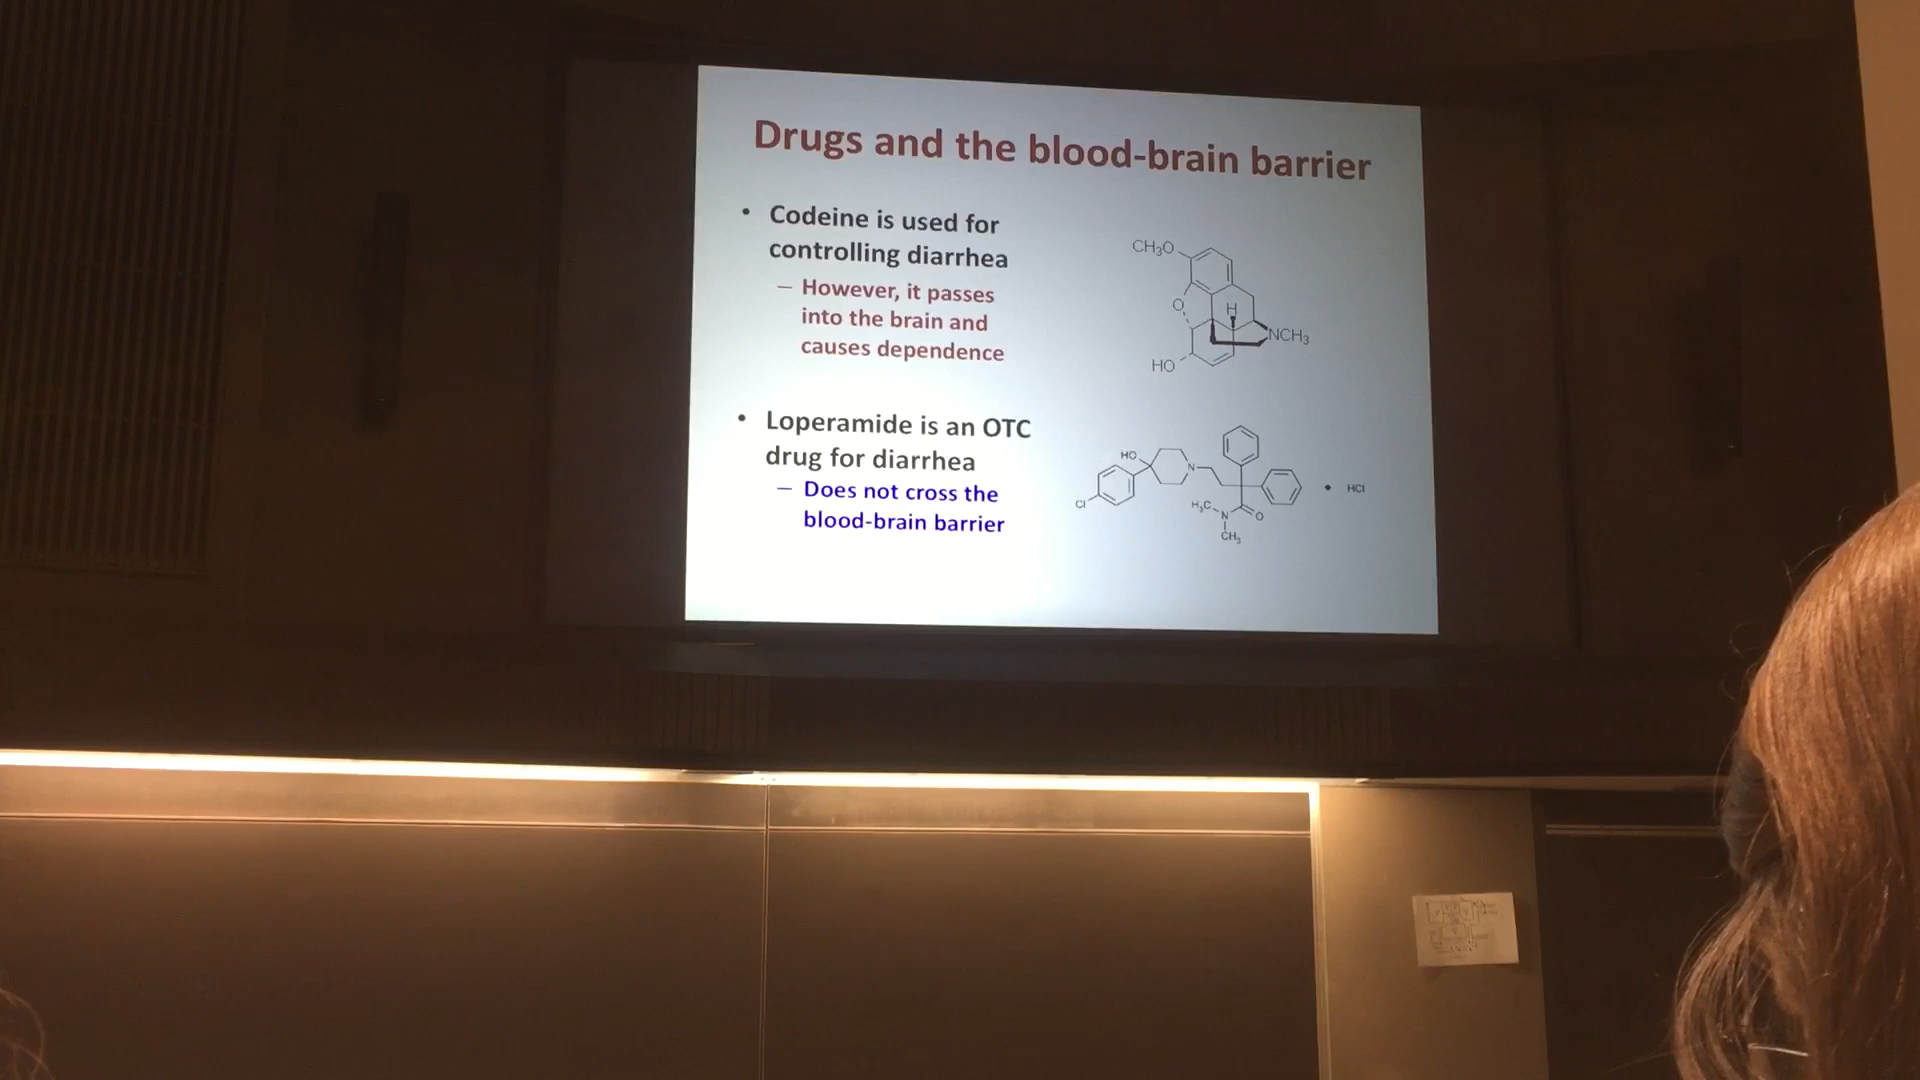 Drugs and the blood-brain barrier
• Codeine is used for
controlling diarrhea
– However, it passes
into the brain and
causes dependence
CH3O
O
H
NCH3
HO
• Loperamide is an OTC
drug for diarrhea
– Does not cross the
blood-brain barrier
HO
N
Cl
H3C
N
O
CH3
• HCl